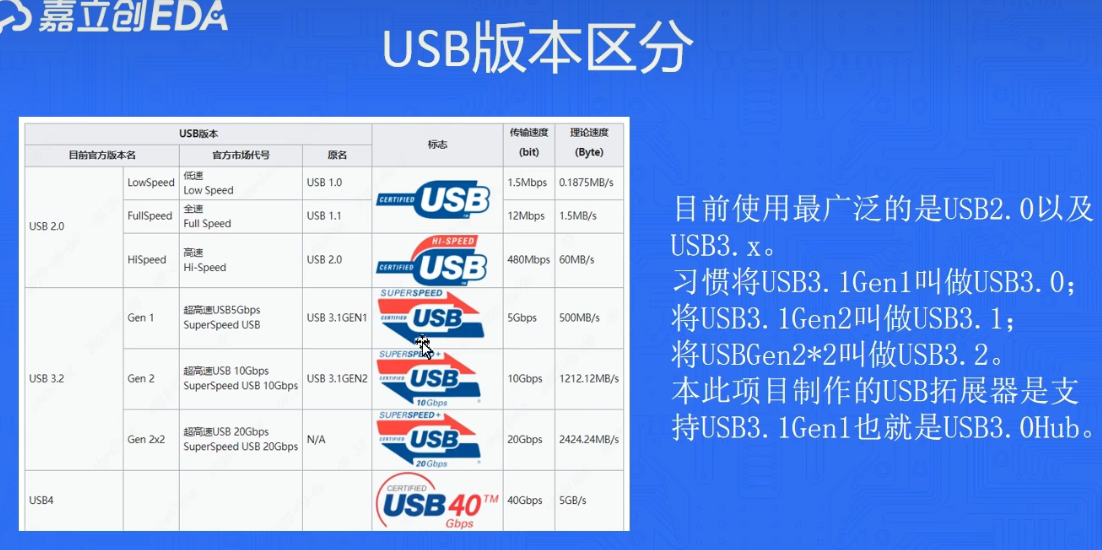 嘉立创EDA
USB版本区分
USB版本 标志 传输速度 (bit) 理论速度 (Byte)
目前官方版本名 官方市场代号 原名
USB 2.0
LowSpeed 低速 Low Speed USB 1.0 CERTIFIED USB 1.5Mbps 0.1875MB/s
FullSpeed 全速 Full Speed USB 1.1 12Mbps 1.5MB/s
HISpeed 高速 Hi-Speed USB 2.0 HI-SPEED CERTIFIED USB 480Mbps 60MB/s
USB 3.2
Gen 1 超高速USB5Gbps SuperSpeed USB USB 3.1GEN1 SUPERSPEED CERTIFIED USB 5Gbps 500MB/s
Gen 2 超高速USB 10Gbps SuperSpeed USB 10Gbps USB 3.1GEN2 SUPERSPEED+ CERTIFIED USB 10Gbps 10Gbps 1212.12MB/s
Gen 2x2 超高速USB 20Gbps SuperSpeed USB 20Gbps N/A SUPERSPEED+ CERTIFIED USB 20Gbps 20Gbps 2424.24MB/s
USB4 CERTIFIED USB 40™ Gbps 40Gbps 5GB/s
目前使用最广泛的是USB2.0以及
USB3.x。
习惯将USB3.1Gen1叫做USB3.0；
将USB3.1Gen2叫做USB3.1；
将USBGen2*2叫做USB3.2。
本此项目制作的USB拓展器是支
持USB3.1Gen1也就是USB3.0Hub。